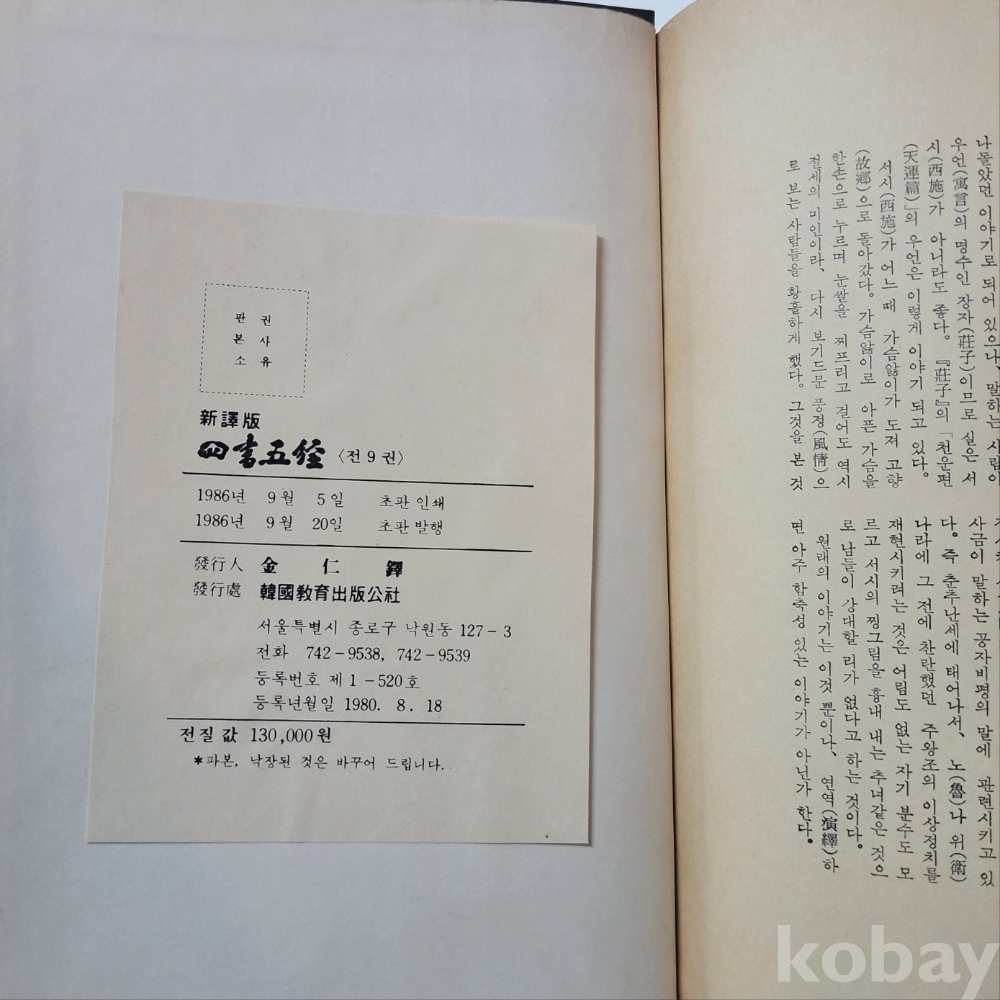 판 권
본 사
소 유
新譯版
四書五經 〈전 9 권〉
1986년 9 월 5 일 초판 인쇄
1986년 9 월 20일 초판 발행
發行人 金 仁 鐸
發行處 韓國敎育出版公社
서울특별시 종로구 낙원동 127－3
전화 742－9538, 742－9539
등록번호 제 1－520호
등록년월일 1980. 8. 18
전질 값 130,000원
*파본, 낙장된 것은 바꾸어 드립니다.
나돌았던 이야기로 되어 있으나, 말하는 사람이
우언(寓言)의 명수인 장자(莊子)이므로 실은 서
시(西施)가 아니라도 좋다. 『莊子』의 「천운편
(天運篇)」의 우언은 이렇게 이야기 되고 있다.
서시(西施)가 어느 때 가슴앓이가 도져 고향
(故鄕)으로 돌아갔다. 가슴앓이로 아픈 가슴을
한손으로 누르며 눈쌀을 찌프리고 걸어도 역시
절세의 미인이라、 다시 보기드문 풍정(風情)으
로 보는 사람들을 황홀하게 했다. 그것을 본 것
사금이 말하는 공자비평의 말에 관련시키고 있
다. 즉 춘추난세에 태어나서、 노(魯)나 위(衛)
나라에 그 전에 찬란했던 주왕조의 이상정치를
재현시키려는 것은 어림도 없는 자기 분수도 모
르고 서시의 찡그림을 흉내 내는 추녀같은 것으
로 남들이 상대할 리가 없다고 하는 것이다.
원래의 이야기는 이것 뿐이나、 연역(演繹)하
면 아주 함축성 있는 이야기가 아닌가 한다.
kobay